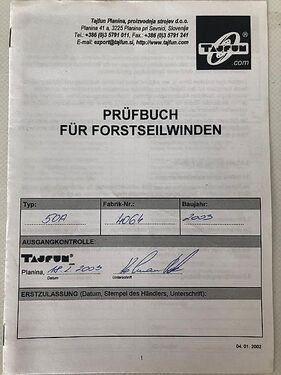 Tajfun Planina, proizvodnja strojev d.o.o.
Planina 41 a, 3225 Planina pri Sevnici, Slovenije
Tel.: +386 (0)3 5791 011, Fax.: +386 (0)3 5791 241
E-mail: export@tajfun.si, http://www.tajfun.com
TAJFUN
.com
PRÜFBUCH
FÜR FORSTSEILWINDEN
Typ: Fabrik-Nr.: Baujahr:
50A 4064 2003
AUSGANGKONTROLLE:
TAJFUN
Planina, 18. I. 2003
Datum Unterschrift
ERSTZULASSUNG (Datum, Stempel des Händlers, Unterschrift):
04. 01. 2002
1